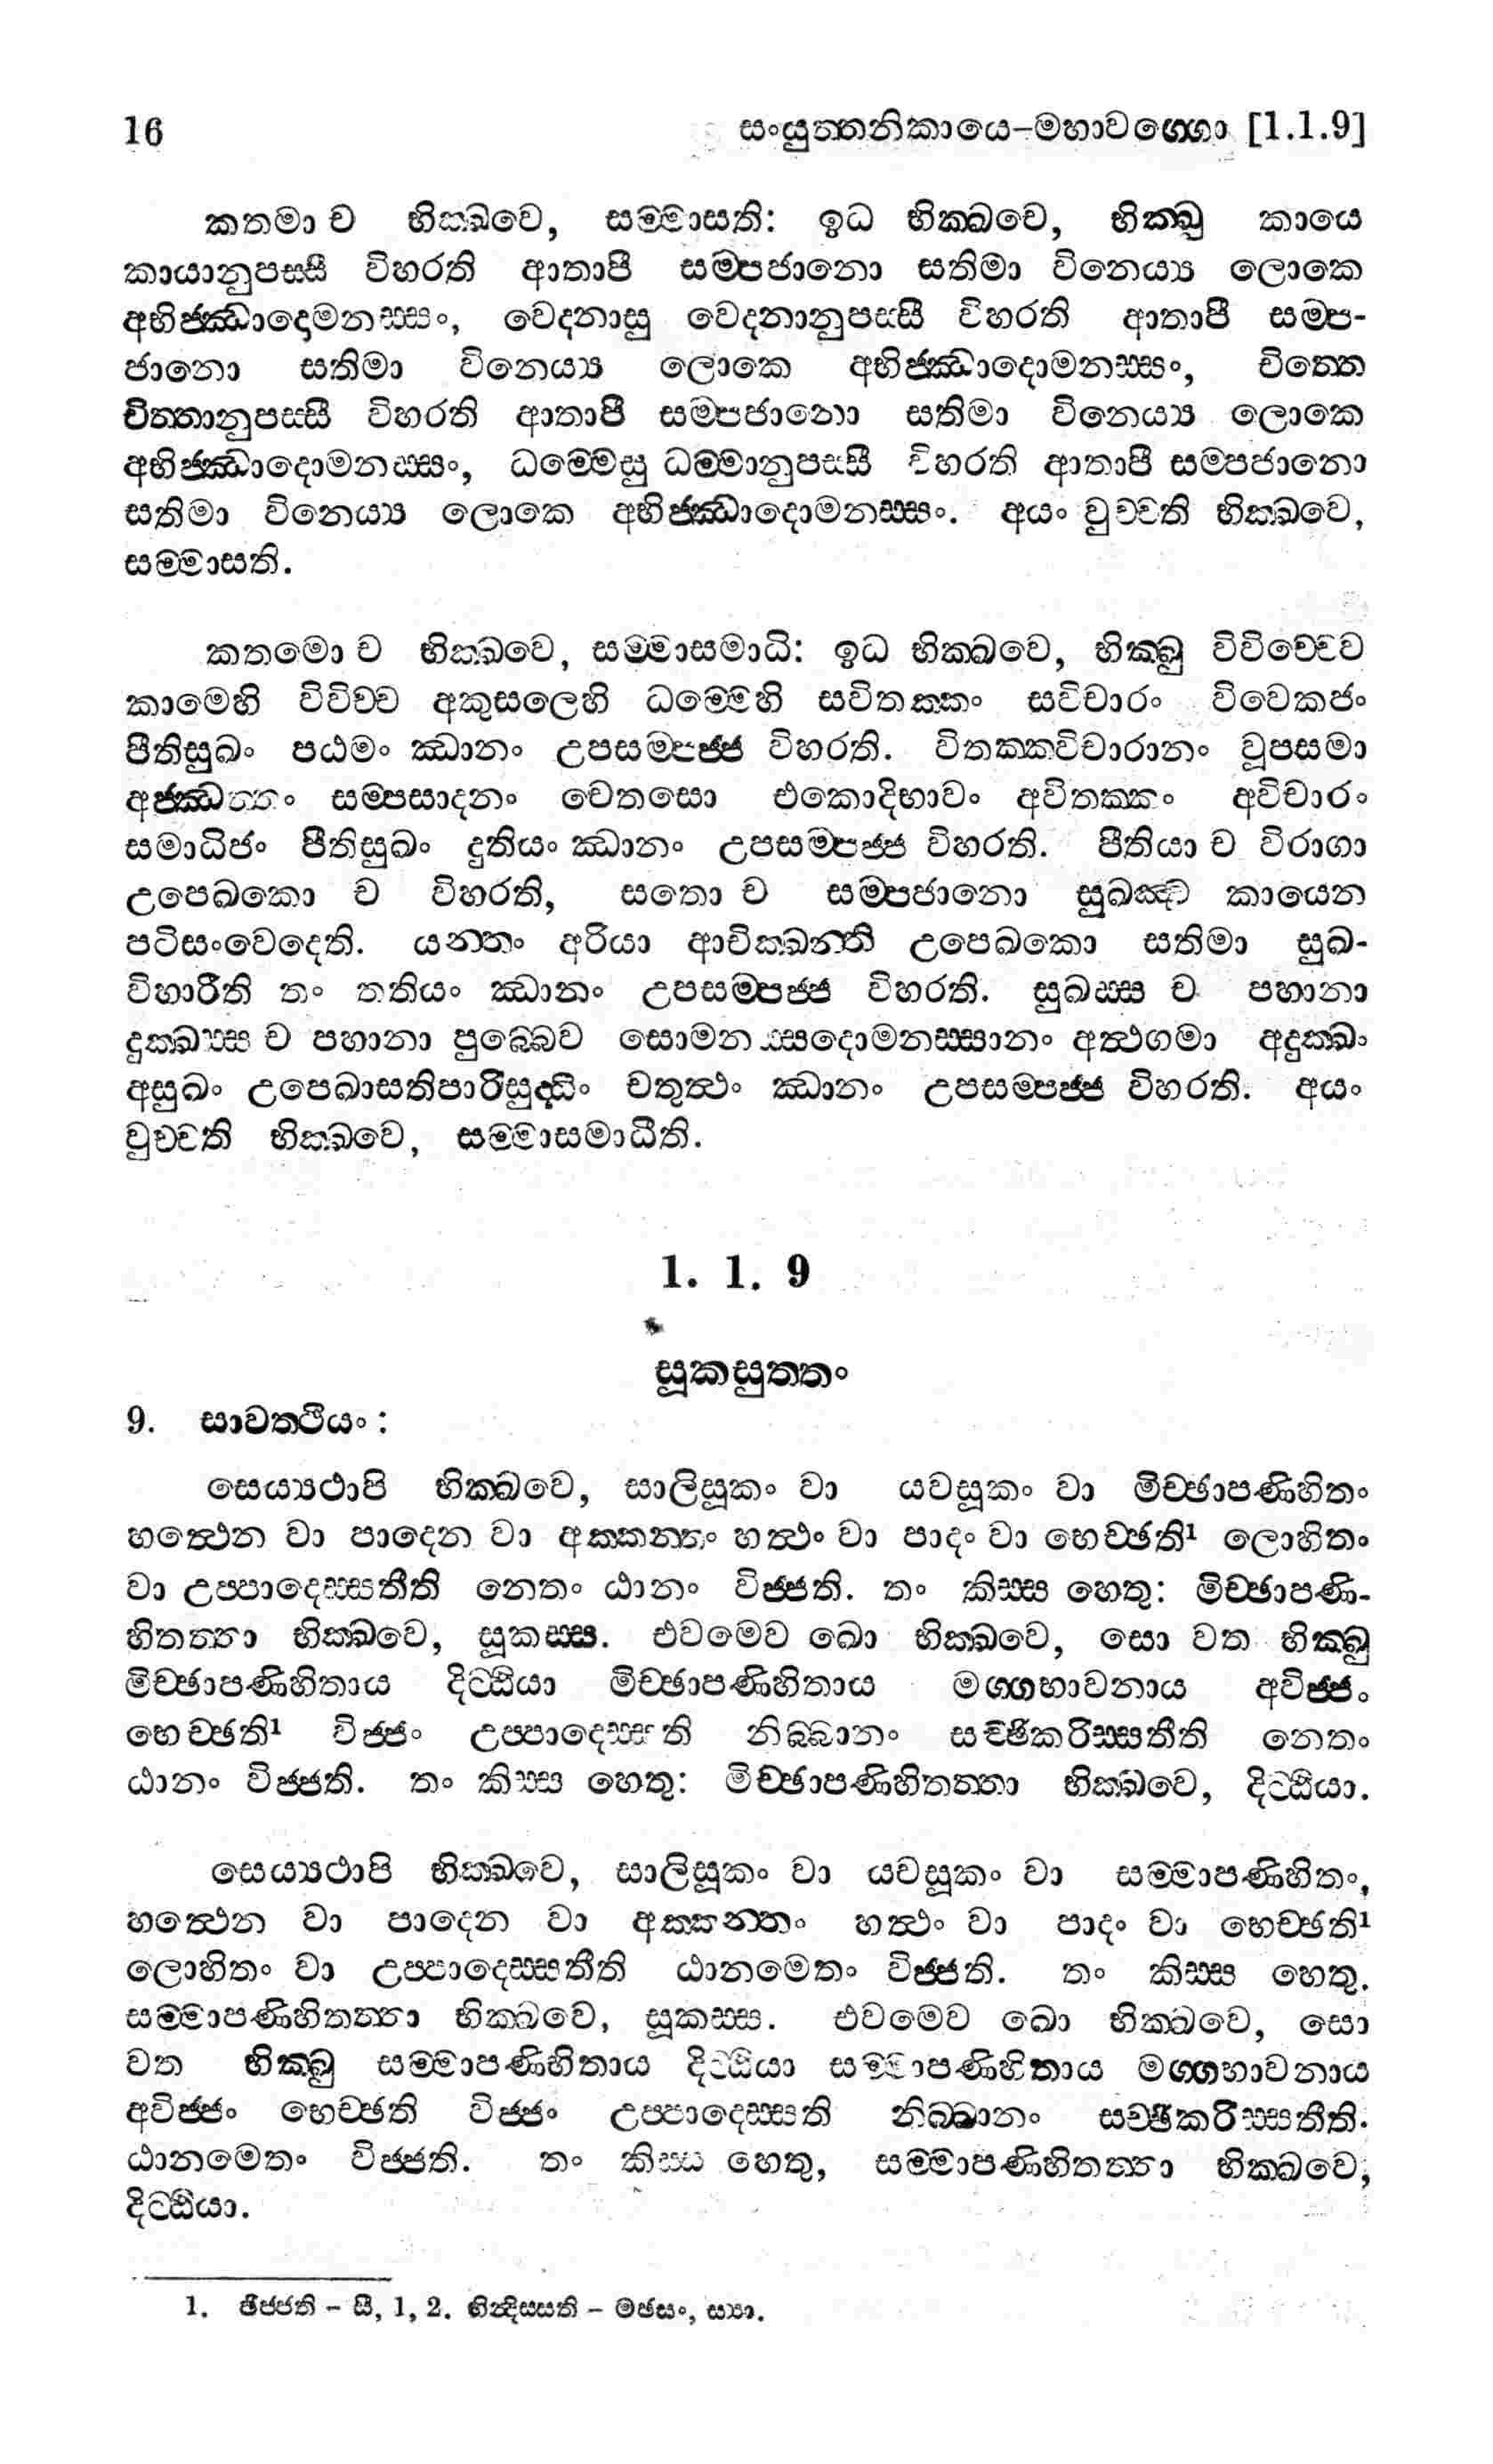 16 සංයුත්තනිකායෙ–මහාවග්ගො [1.1.9]
කතමා ච භික්ඛවෙ, සම්මාසති: ඉධ භික්ඛවෙ, භික්ඛු කායෙ
කායානුපස්සී විහරති ආතාපී සම්පජානො සතිමා විනෙය්‍ය ලොකෙ
අභිජ්ඣාදොමනස්සං, වෙදනාසු වෙදනානුපස්සී විහරති ආතාපී සම්ප-
ජානො සතිමා විනෙය්‍ය ලොකෙ අභිජ්ඣාදොමනස්සං, චිත්තෙ
චිත්තානුපස්සී විහරති ආතාපී සම්පජානො සතිමා විනෙය්‍ය ලොකෙ
අභිජ්ඣාදොමනස්සං, ධම්මෙසු ධම්මානුපස්සී විහරති ආතාපී සම්පජානො
සතිමා විනෙය්‍ය ලොකෙ අභිජ්ඣාදොමනස්සං. අයං වුච්චති භික්ඛවෙ,
සම්මාසති.
කතමො ච භික්ඛවෙ, සම්මාසමාධි: ඉධ භික්ඛවෙ, භික්ඛු විවිච්චෙව
කාමෙහි විවිච්ච අකුසලෙහි ධම්මෙහි සවිතක්කං සවිචාරං විවෙකජං
පීතිසුඛං පඨමං ඣානං උපසම්පජ්ජ විහරති. විතක්කවිචාරානං වූපසමා
අජ්ඣත්තං සම්පසාදනං චෙතසො එකොදිභාවං අවිතක්කං අවිචාරං
සමාධිජං පීතිසුඛං දුතියං ඣානං උපසම්පජ්ජ විහරති. පීතියා ච විරාගා
උපෙඛකො ච විහරති, සතො ච සම්පජානො සුඛඤ්ච කායෙන
පටිසංවෙදෙති. යන්තං අරියා ආචික්ඛන්ති උපෙඛකො සතිමා සුඛ-
විහාරීති තං තතියං ඣානං උපසම්පජ්ජ විහරති. සුඛස්ස ච පහානා
දුක්ඛස්ස ච පහානා පුබ්බෙව සොමනස්සදොමනස්සානං අත්ථගමා අදුක්ඛං
අසුඛං උපෙඛාසතිපාරිසුද්ධිං චතුත්ථං ඣානං උපසම්පජ්ජ විහරති. අයං
වුච්චති භික්ඛවෙ, සම්මාසමාධීති.
1. 1. 9
සූකසුත්තං
9. සාවත්ථියං :
සෙය්‍යථාපි භික්ඛවෙ, සාලිසූකං වා යවසූකං වා මිච්ඡාපණිහිතං
හත්ථෙන වා පාදෙන වා අක්කන්තං හත්ථං වා පාදං වා භෙච්ඡති¹ ලොහිතං
වා උප්පාදෙස්සතීති නෙතං ඨානං විජ්ජති. තං කිස්ස හෙතු: මිච්ඡාපණි-
හිතත්තා භික්ඛවෙ, සූකස්ස. එවමෙව ඛො භික්ඛවෙ, සො වත භික්ඛු
මිච්ඡාපණිහිතාය දිට්ඨියා මිච්ඡාපණිහිතාය මග්ගභාවනාය අවිජ්ජං
භෙච්ඡති¹ විජ්ජං උප්පාදෙස්සති නිබ්බානං සච්ඡිකරිස්සතීති නෙතං
ඨානං විජ්ජති. තං කිස්ස හෙතු: මිච්ඡාපණිහිතත්තා භික්ඛවෙ, දිට්ඨියා.
සෙය්‍යථාපි භික්ඛවෙ, සාලිසූකං වා යවසූකං වා සම්මාපණිහිතං,
හත්ථෙන වා පාදෙන වා අක්කන්තං හත්ථං වා පාදං වා භෙච්ඡති¹
ලොහිතං වා උප්පාදෙස්සතීති ඨානමෙතං විජ්ජති. තං කිස්ස හෙතු.
සම්මාපණිහිතත්තා භික්ඛවෙ, සූකස්ස. එවමෙව ඛො භික්ඛවෙ, සො
වත භික්ඛු සම්මාපණිහිතාය දිට්ඨියා සම්මාපණිහිතාය මග්ගභාවනාය
අවිජ්ජං භෙච්ඡති විජ්ජං උප්පාදෙස්සති නිබ්බානං සච්ඡිකරිස්සතීති.
ඨානමෙතං විජ්ජති. තං කිස්ස හෙතු, සම්මාපණිහිතත්තා භික්ඛවෙ,
දිට්ඨියා.
1. ඡිජ්ජති – සී, 1, 2. භින්දිස්සති – මඡසං, ස්‍යා.